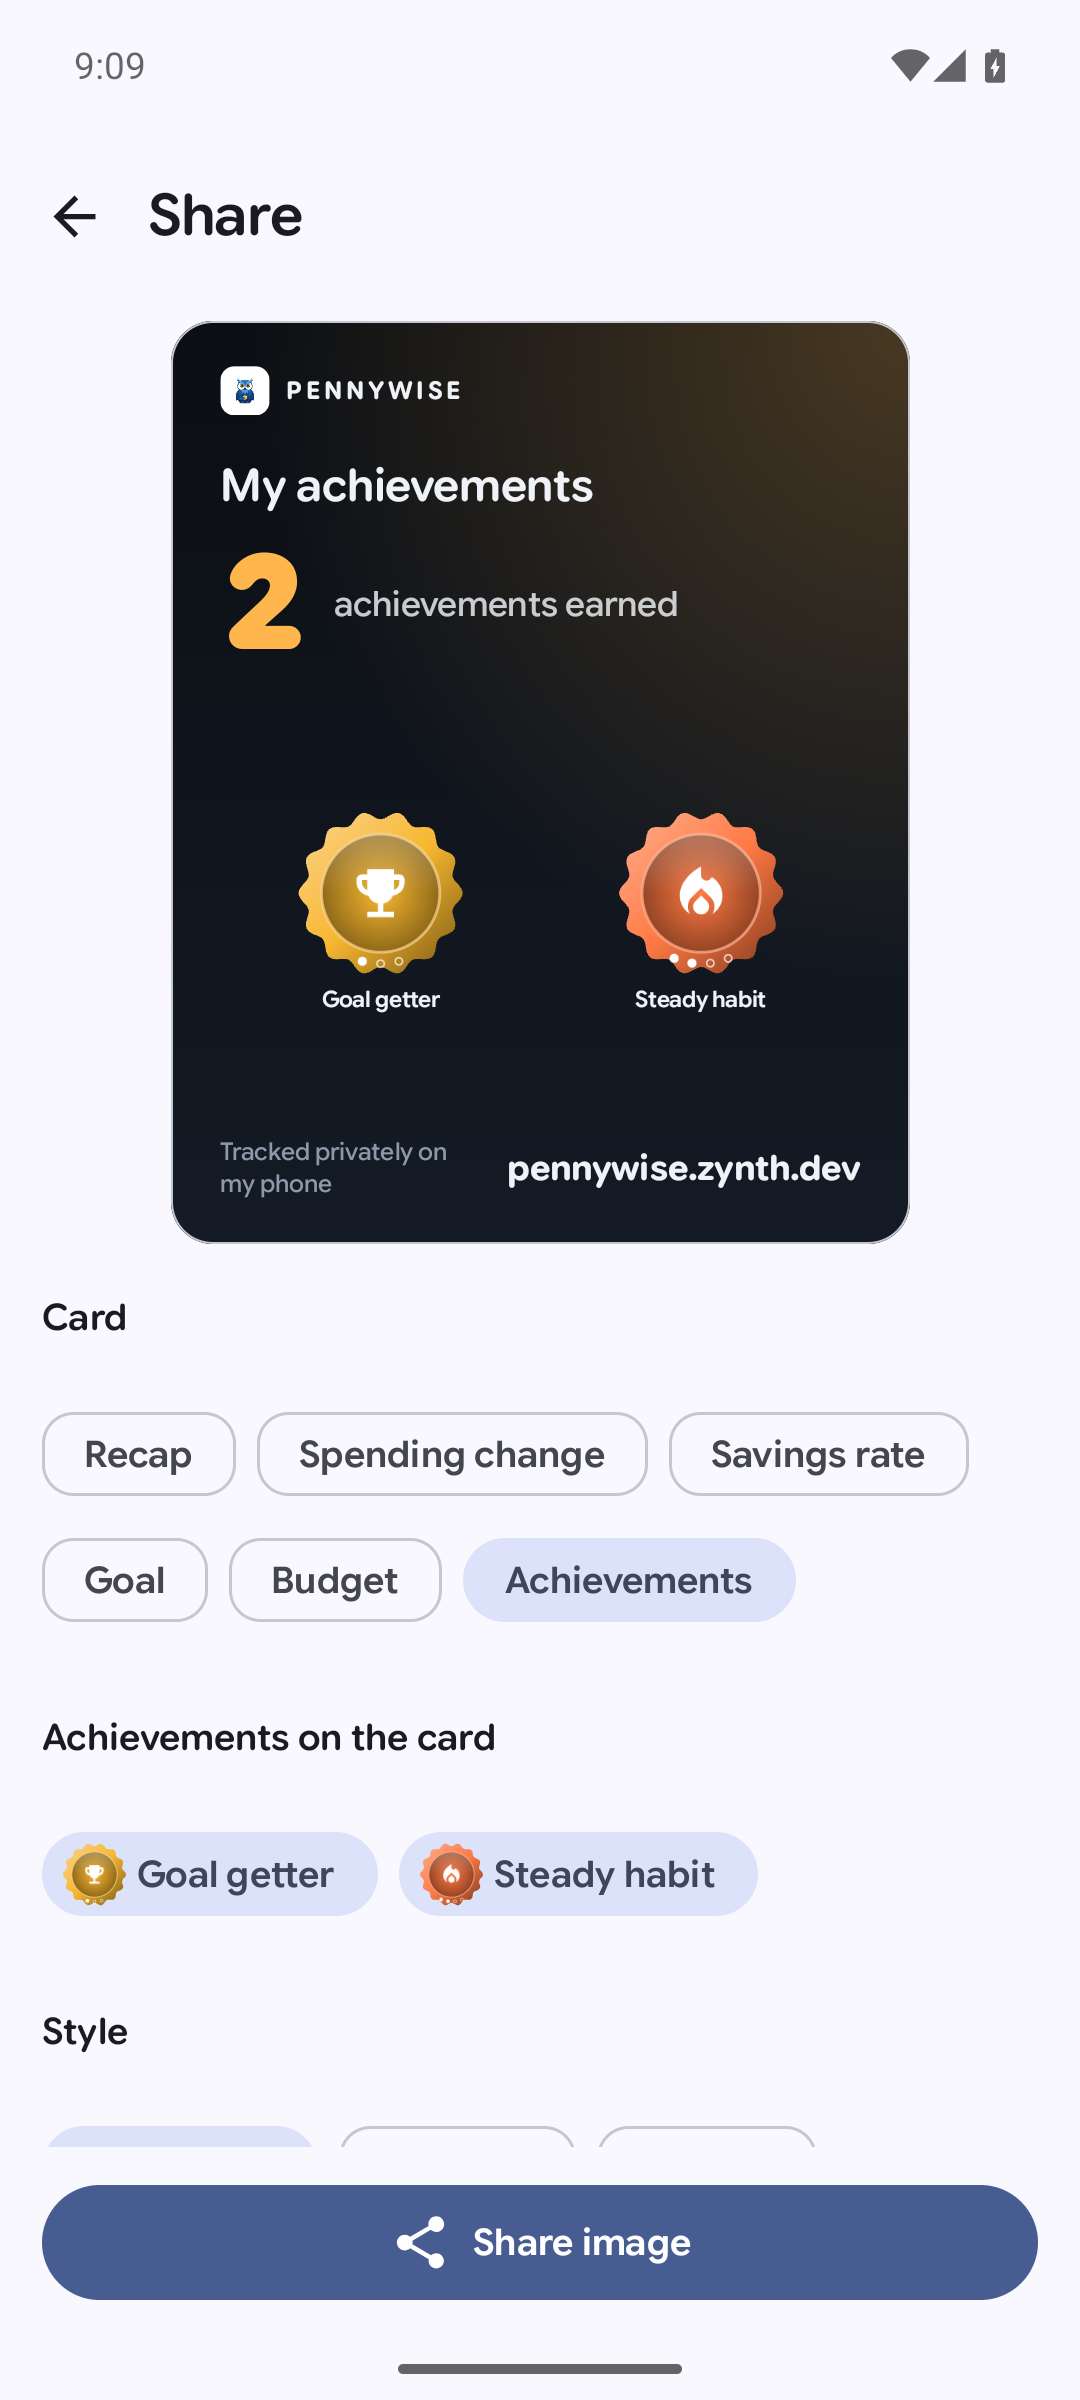 9:09
Share
PENNYWISE
My achievements
2 achievements earned
Goal getter
Steady habit
Tracked privately on
my phone
pennywise.zynth.dev
Card
Recap
Spending change
Savings rate
Goal
Budget
Achievements
Achievements on the card
Goal getter
Steady habit
Style
Share image